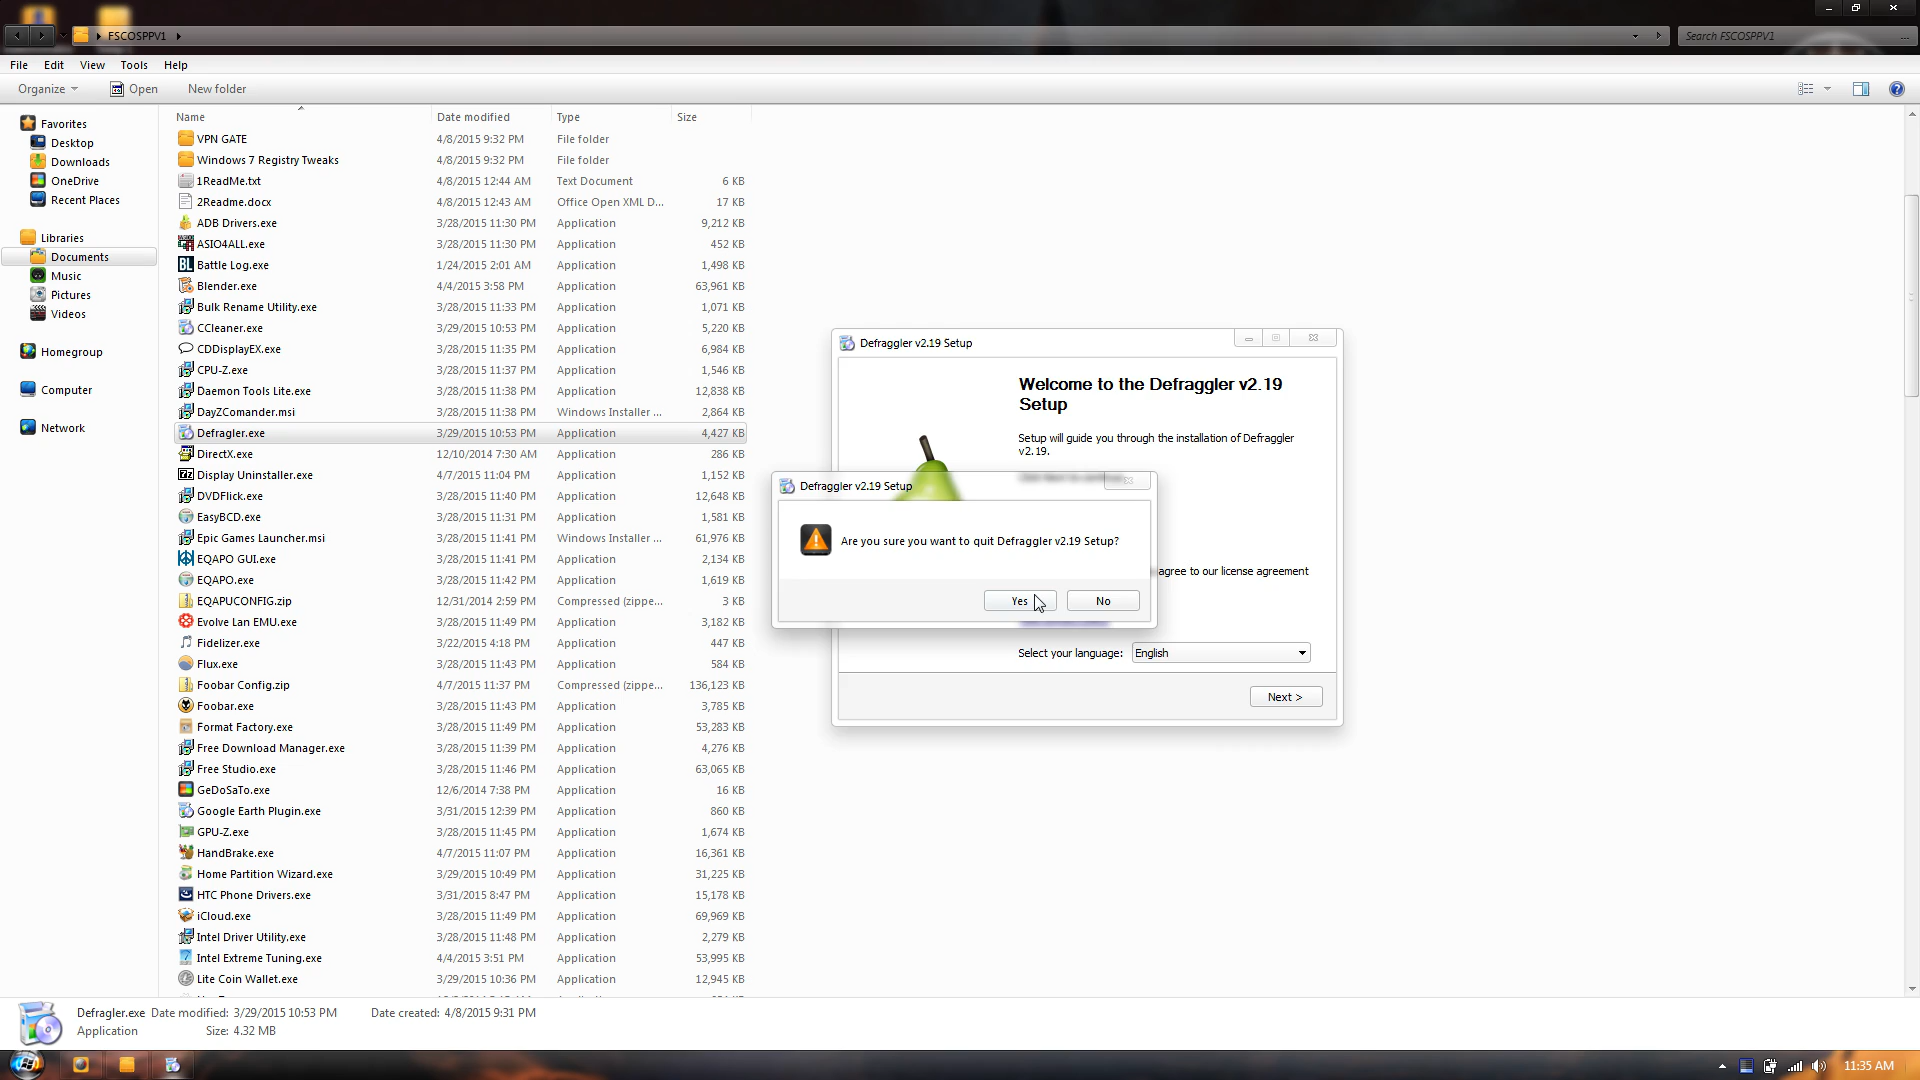 FSCOSPPV1
Search FSCOSPPV1
File Edit View Tools Help
Organize Open New folder
Favorites
Desktop
Downloads
OneDrive
Recent Places
Libraries
Documents
Music
Pictures
Videos
Homegroup
Computer
Network
Name Date modified Type Size
VPN GATE 4/8/2015 9:32 PM File folder
Windows 7 Registry Tweaks 4/8/2015 9:32 PM File folder
1ReadMe.txt 4/8/2015 12:44 AM Text Document 6 KB
2Readme.docx 4/8/2015 12:43 AM Office Open XML D... 17 KB
ADB Drivers.exe 3/28/2015 11:30 PM Application 9,212 KB
ASIO4ALL.exe 3/28/2015 11:30 PM Application 452 KB
BL Battle Log.exe 1/24/2015 2:01 AM Application 1,498 KB
Blender.exe 4/4/2015 3:58 PM Application 63,961 KB
Bulk Rename Utility.exe 3/28/2015 11:33 PM Application 1,071 KB
CCleaner.exe 3/29/2015 10:53 PM Application 5,220 KB
CDDisplayEX.exe 3/28/2015 11:35 PM Application 6,984 KB
CPU-Z.exe 3/28/2015 11:37 PM Application 1,546 KB
Daemon Tools Lite.exe 3/28/2015 11:38 PM Application 12,838 KB
DayZComander.msi 3/28/2015 11:38 PM Windows Installer ... 2,864 KB
Defragler.exe 3/29/2015 10:53 PM Application 4,427 KB
DirectX.exe 12/10/2014 7:30 AM Application 286 KB
Display Uninstaller.exe 4/7/2015 11:04 PM Application 1,152 KB
DVDFlick.exe 3/28/2015 11:40 PM Application 12,648 KB
EasyBCD.exe 3/28/2015 11:31 PM Application 1,581 KB
Epic Games Launcher.msi 3/28/2015 11:41 PM Windows Installer ... 61,976 KB
EQAPO GUI.exe 3/28/2015 11:41 PM Application 2,134 KB
EQAPO.exe 3/28/2015 11:42 PM Application 1,619 KB
EQAPUCONFIG.zip 12/31/2014 2:59 PM Compressed (zippe... 3 KB
Evolve Lan EMU.exe 3/28/2015 11:49 PM Application 3,182 KB
Fidelizer.exe 3/22/2015 4:18 PM Application 447 KB
Flux.exe 3/28/2015 11:43 PM Application 584 KB
Foobar Config.zip 4/7/2015 11:37 PM Compressed (zippe... 136,123 KB
Foobar.exe 3/28/2015 11:43 PM Application 3,785 KB
Format Factory.exe 3/28/2015 11:49 PM Application 53,283 KB
Free Download Manager.exe 3/28/2015 11:39 PM Application 4,276 KB
Free Studio.exe 3/28/2015 11:46 PM Application 63,065 KB
GeDoSaTo.exe 12/6/2014 7:38 PM Application 16 KB
Google Earth Plugin.exe 3/31/2015 12:39 PM Application 860 KB
GPU-Z.exe 3/28/2015 11:45 PM Application 1,674 KB
HandBrake.exe 4/7/2015 11:07 PM Application 16,361 KB
Home Partition Wizard.exe 3/29/2015 10:49 PM Application 31,225 KB
HTC Phone Drivers.exe 3/31/2015 8:47 PM Application 15,178 KB
iCloud.exe 3/28/2015 11:49 PM Application 69,969 KB
Intel Driver Utility.exe 3/28/2015 11:48 PM Application 2,279 KB
Intel Extreme Tuning.exe 4/4/2015 3:51 PM Application 53,995 KB
Lite Coin Wallet.exe 3/29/2015 10:36 PM Application 12,945 KB
Defraggler v2.19 Setup
Welcome to the Defraggler v2.19
Setup
Setup will guide you through the installation of Defraggler
v2.19.
Defraggler v2.19 Setup
Are you sure you want to quit Defraggler v2.19 Setup?
agree to our license agreement
Yes No
Select your language: English
Next >
Defragler.exe Date modified: 3/29/2015 10:53 PM Date created: 4/8/2015 9:31 PM
Application Size: 4.32 MB
11:35 AM